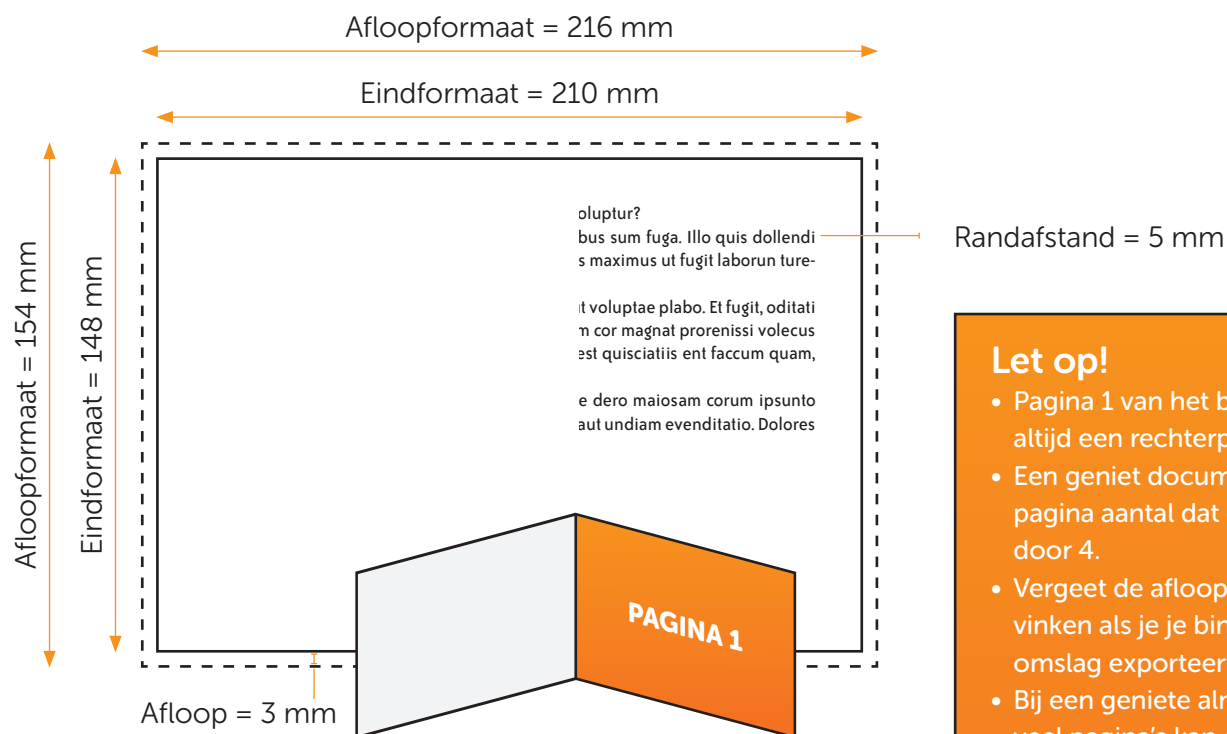 Afloopformaat = 216 mm
Eindformaat = 210 mm
Afloopformaat = 154 mm
Eindformaat = 148 mm
oluptur?
bus sum fuga. Illo quis dollendi
s maximus ut fugit laborun ture-
t voluptae plabo. Et fugit, oditati
m cor magnat prorenissi volecus
est quisciatiis ent faccum quam,
e dero maiosam corum ipsunto
aut undiam evenditatio. Dolores
Randafstand = 5 mm
PAGINA 1
Afloop = 3 mm
Let op!
• Pagina 1 van het b
altijd een rechterp
• Een geniet docum
pagina aantal dat
door 4.
• Vergeet de afloop
vinken als je je bin
omslag exporteer
• Bij een geniete